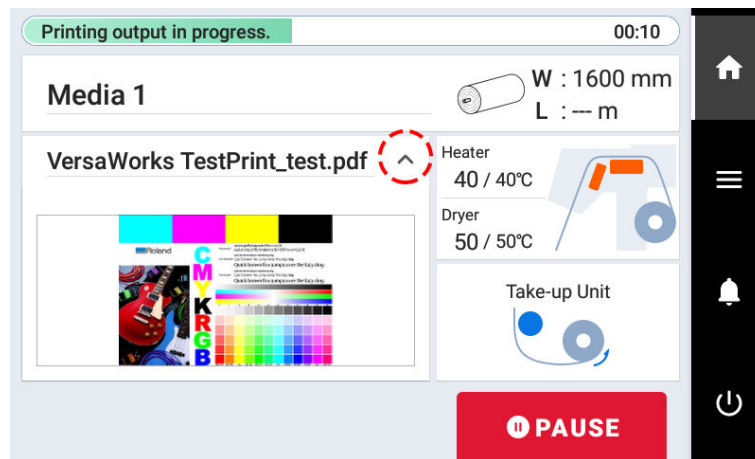 Printing output in progress. 00:10
Media 1
W : 1600 mm
L : --- m
VersaWorks TestPrint_test.pdf
Heater
40 / 40℃
Dryer
50 / 50℃
Roland
C
M
Y
K
R
G
B
Quick brown fox jumps over the lazy dog.
Quick brown fox jumps over the lazy dog.
Take-up Unit
PAUSE